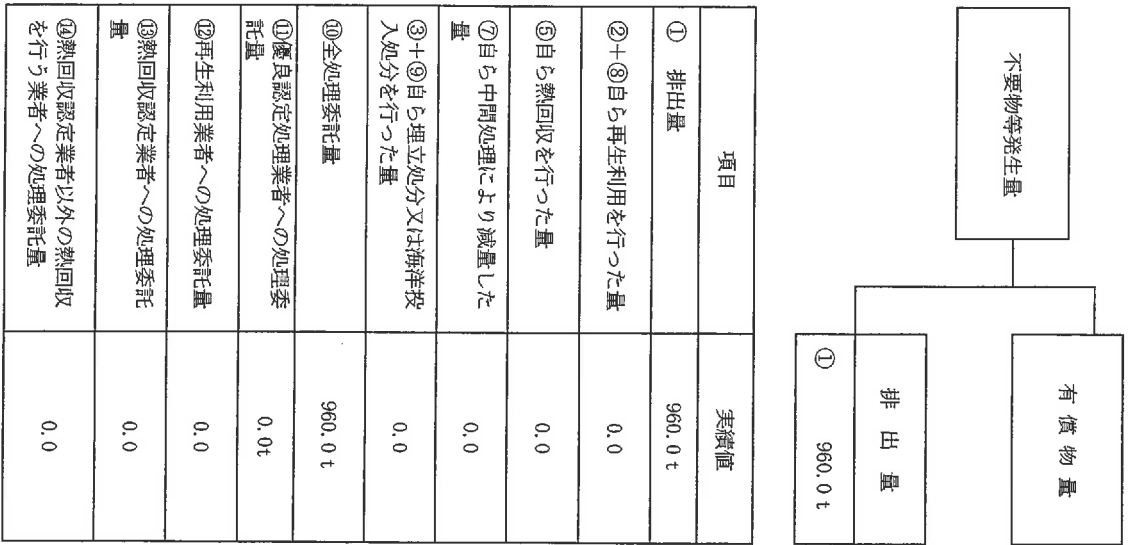 不要物等発生量
有償物量
排出量
① 960.0 t
項目
実績値
① 排出量
960.0 t
②+⑧自ら再生利用を行った量
0.0
⑤自ら熱回収を行った量
0.0
⑦自ら中間処理により減量した
量
0.0
③+⑨自ら埋立処分又は海洋投
入処分を行った量
0.0
⑩全処理委託量
960.0 t
⑪優良認定処理業者への処理委
託量
0.0t
⑫再生利用業者への処理委託量
0.0
⑬熱回収認定業者への処理委託
量
0.0
⑭熱回収認定業者以外の熱回収
を行う業者への処理委託量
0.0